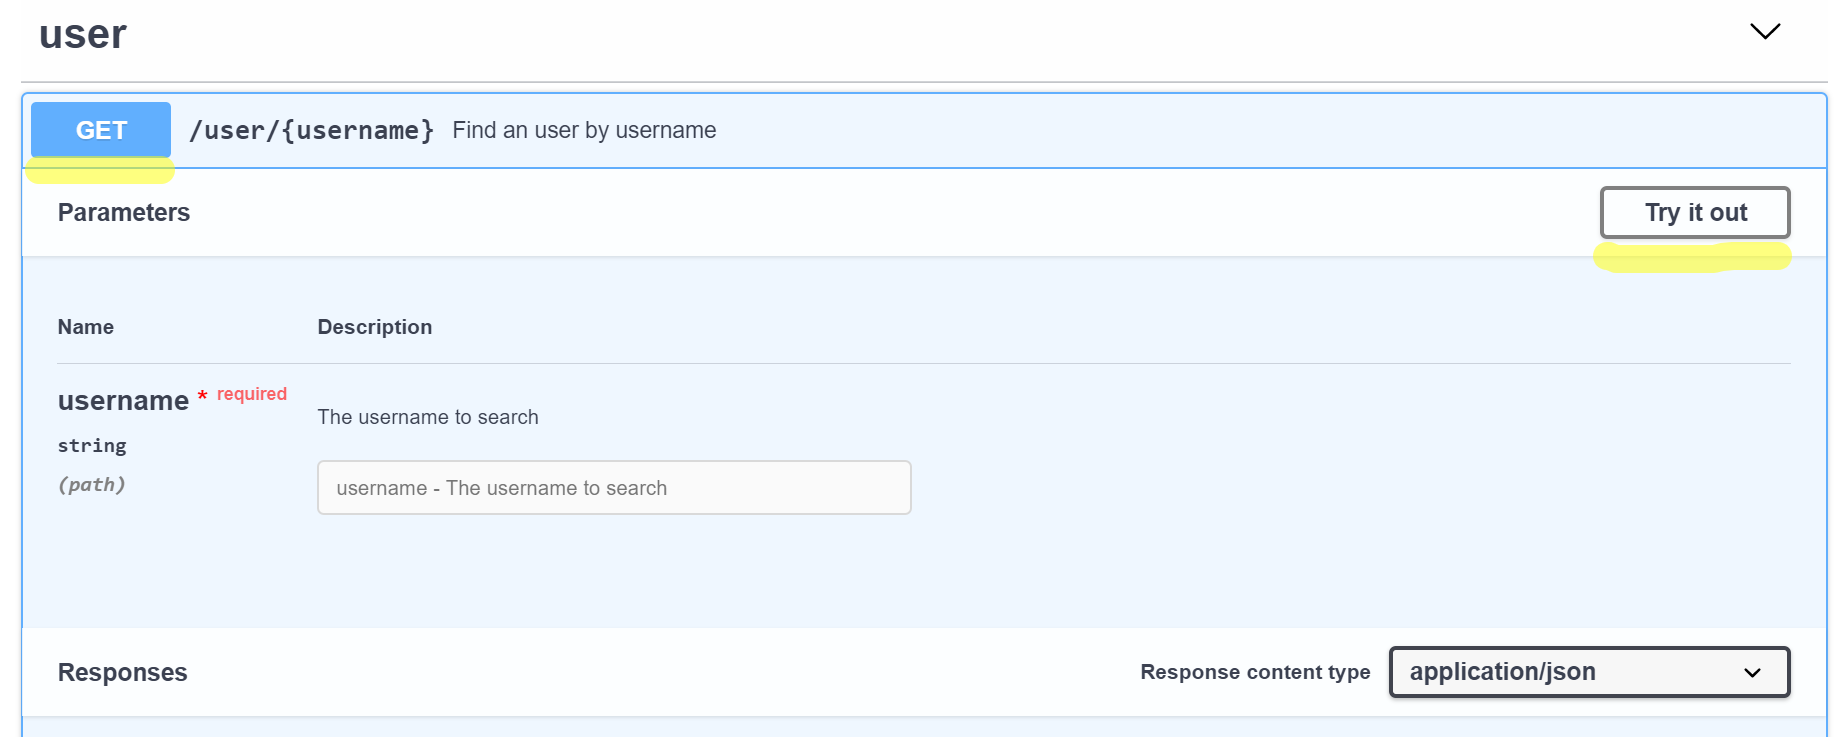 user
GET /user/{username} Find an user by username
Parameters Try it out
Name Description
username * required
The username to search
string
(path)
username - The username to search
Responses Response content type application/json